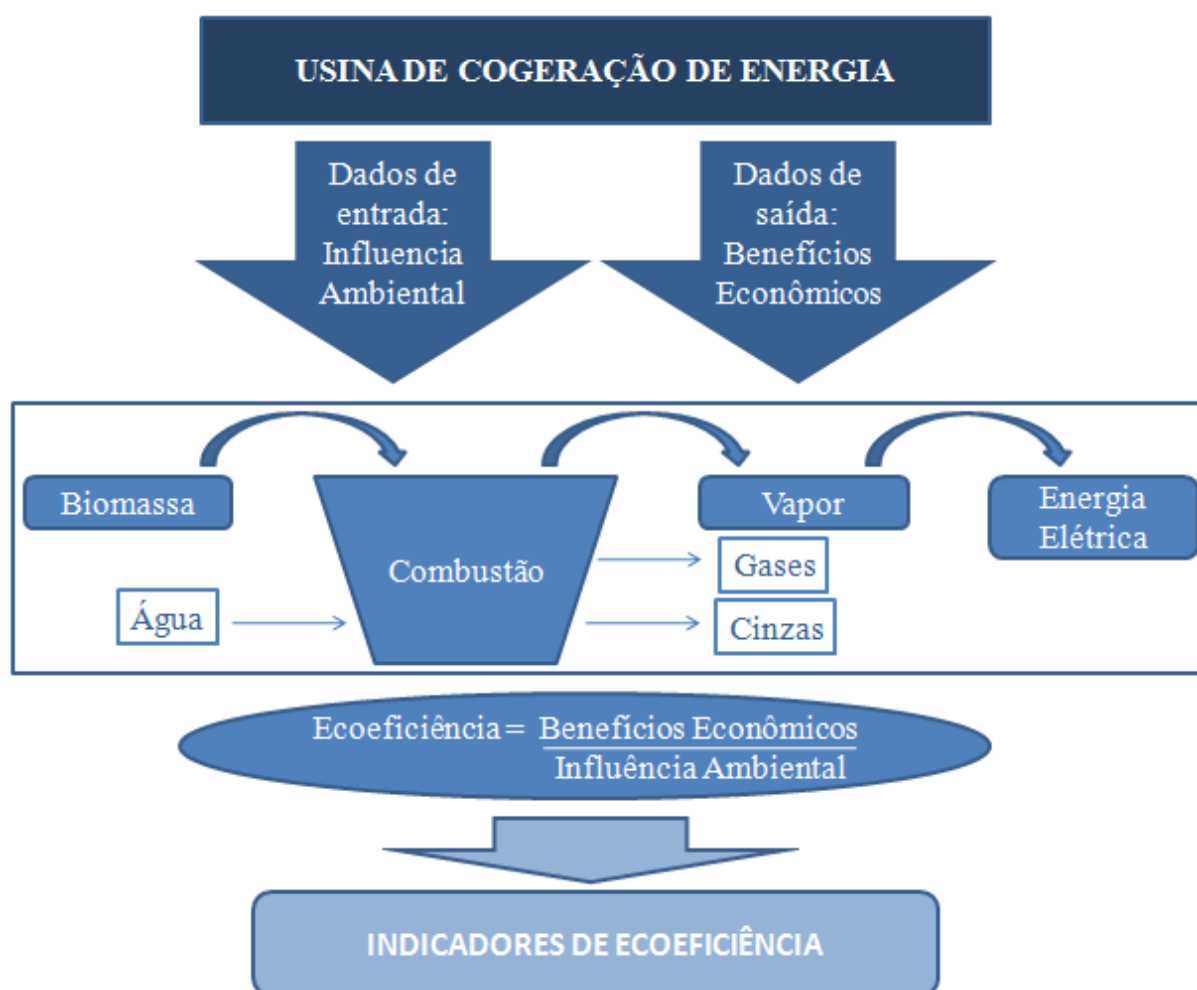 USINA DE COGERAÇÃO DE ENERGIA
Dados de
entrada:
Influencia
Ambiental
Dados de
saída:
Benefícios
Econômicos
Biomassa
Água
Combustão
Vapor
Gases
Cinzas
Energia
Elétrica
Ecoeficiência = Benefícios Econômicos
Influência Ambiental
INDICADORES DE ECOEFICIÊNCIA